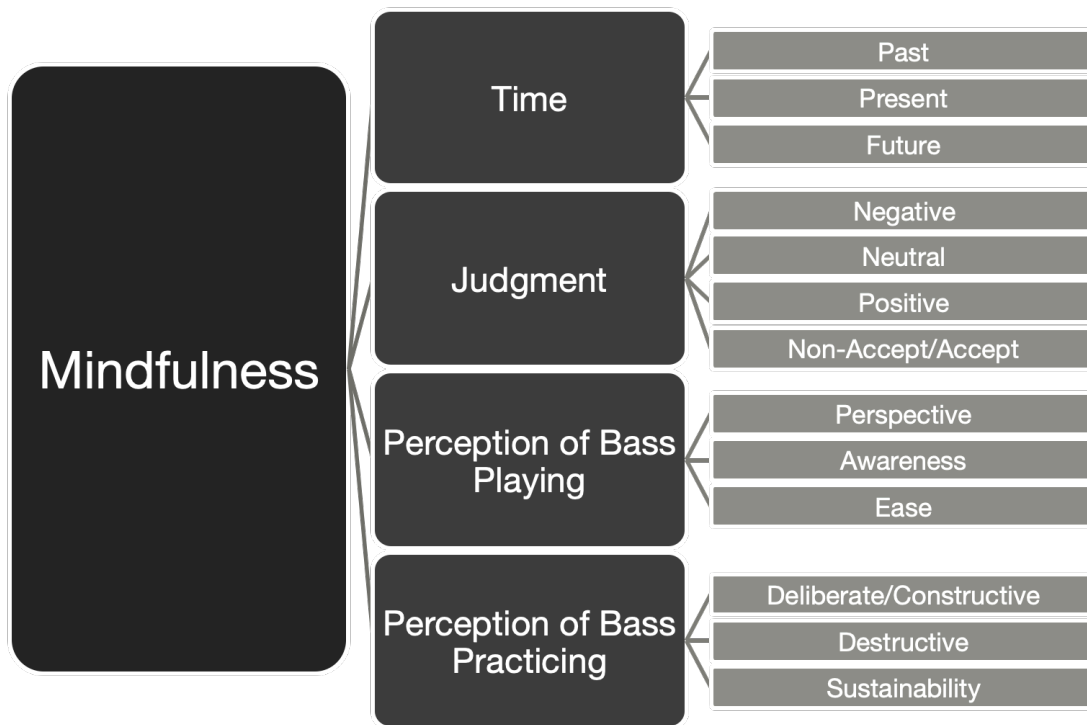 Mindfulness
Time
Past
Present
Future
Judgment
Negative
Neutral
Positive
Non-Accept/Accept
Perception of Bass
Playing
Perspective
Awareness
Ease
Perception of Bass
Practicing
Deliberate/Constructive
Destructive
Sustainability